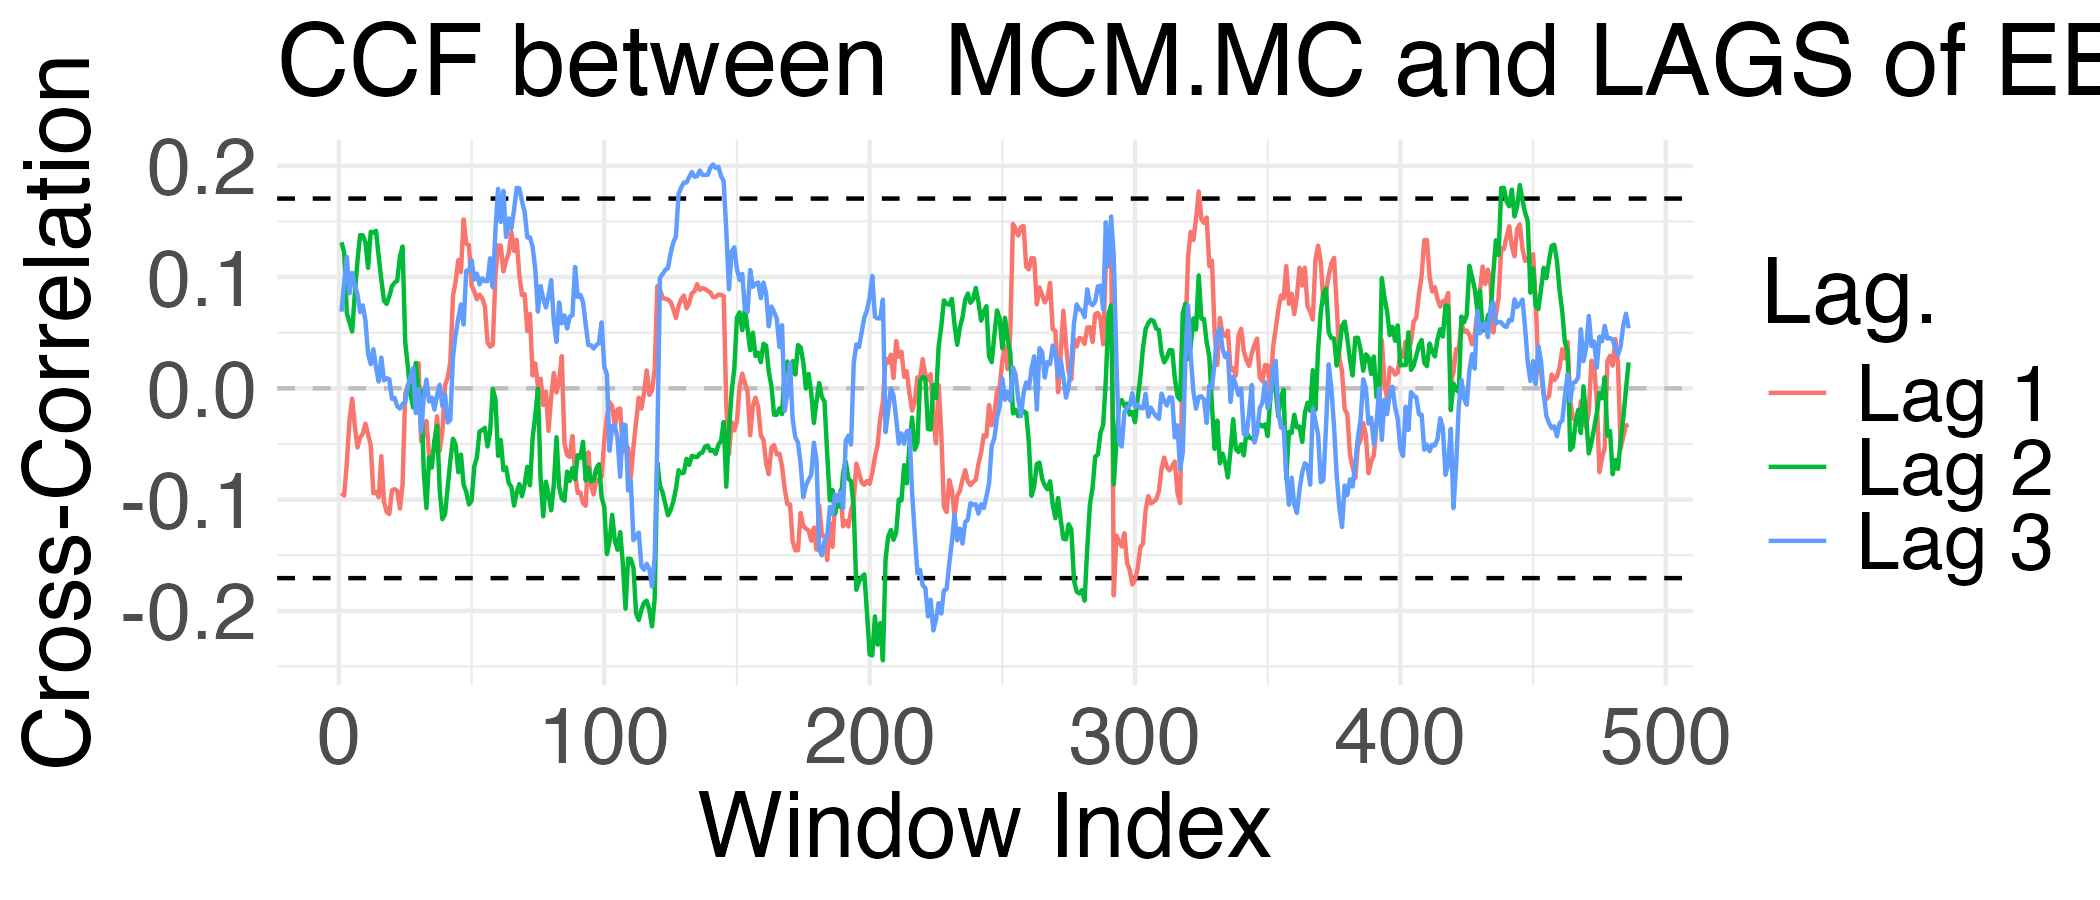 CCF between  MCM.MC and LAGS of EE
Cross-Correlation
0.2
0.1
0.0
-0.1
-0.2
0 100 200 300 400 500
Window Index
Lag.
Lag 1
Lag 2
Lag 3